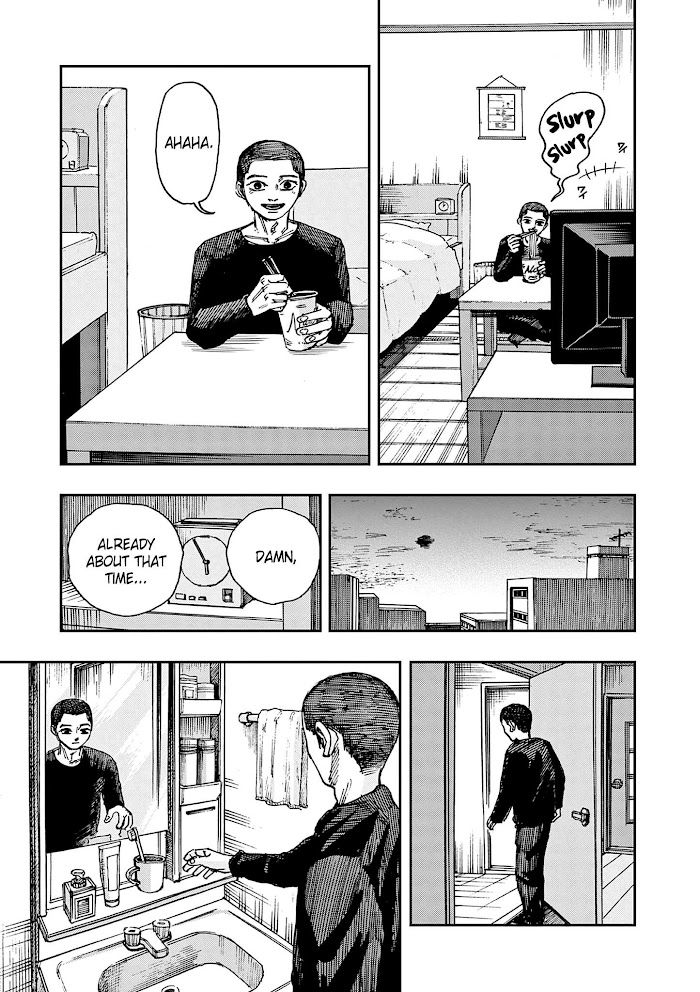 Slurp
Slurp
AHAHA.
DAMN,
ALREADY
ABOUT THAT
TIME...